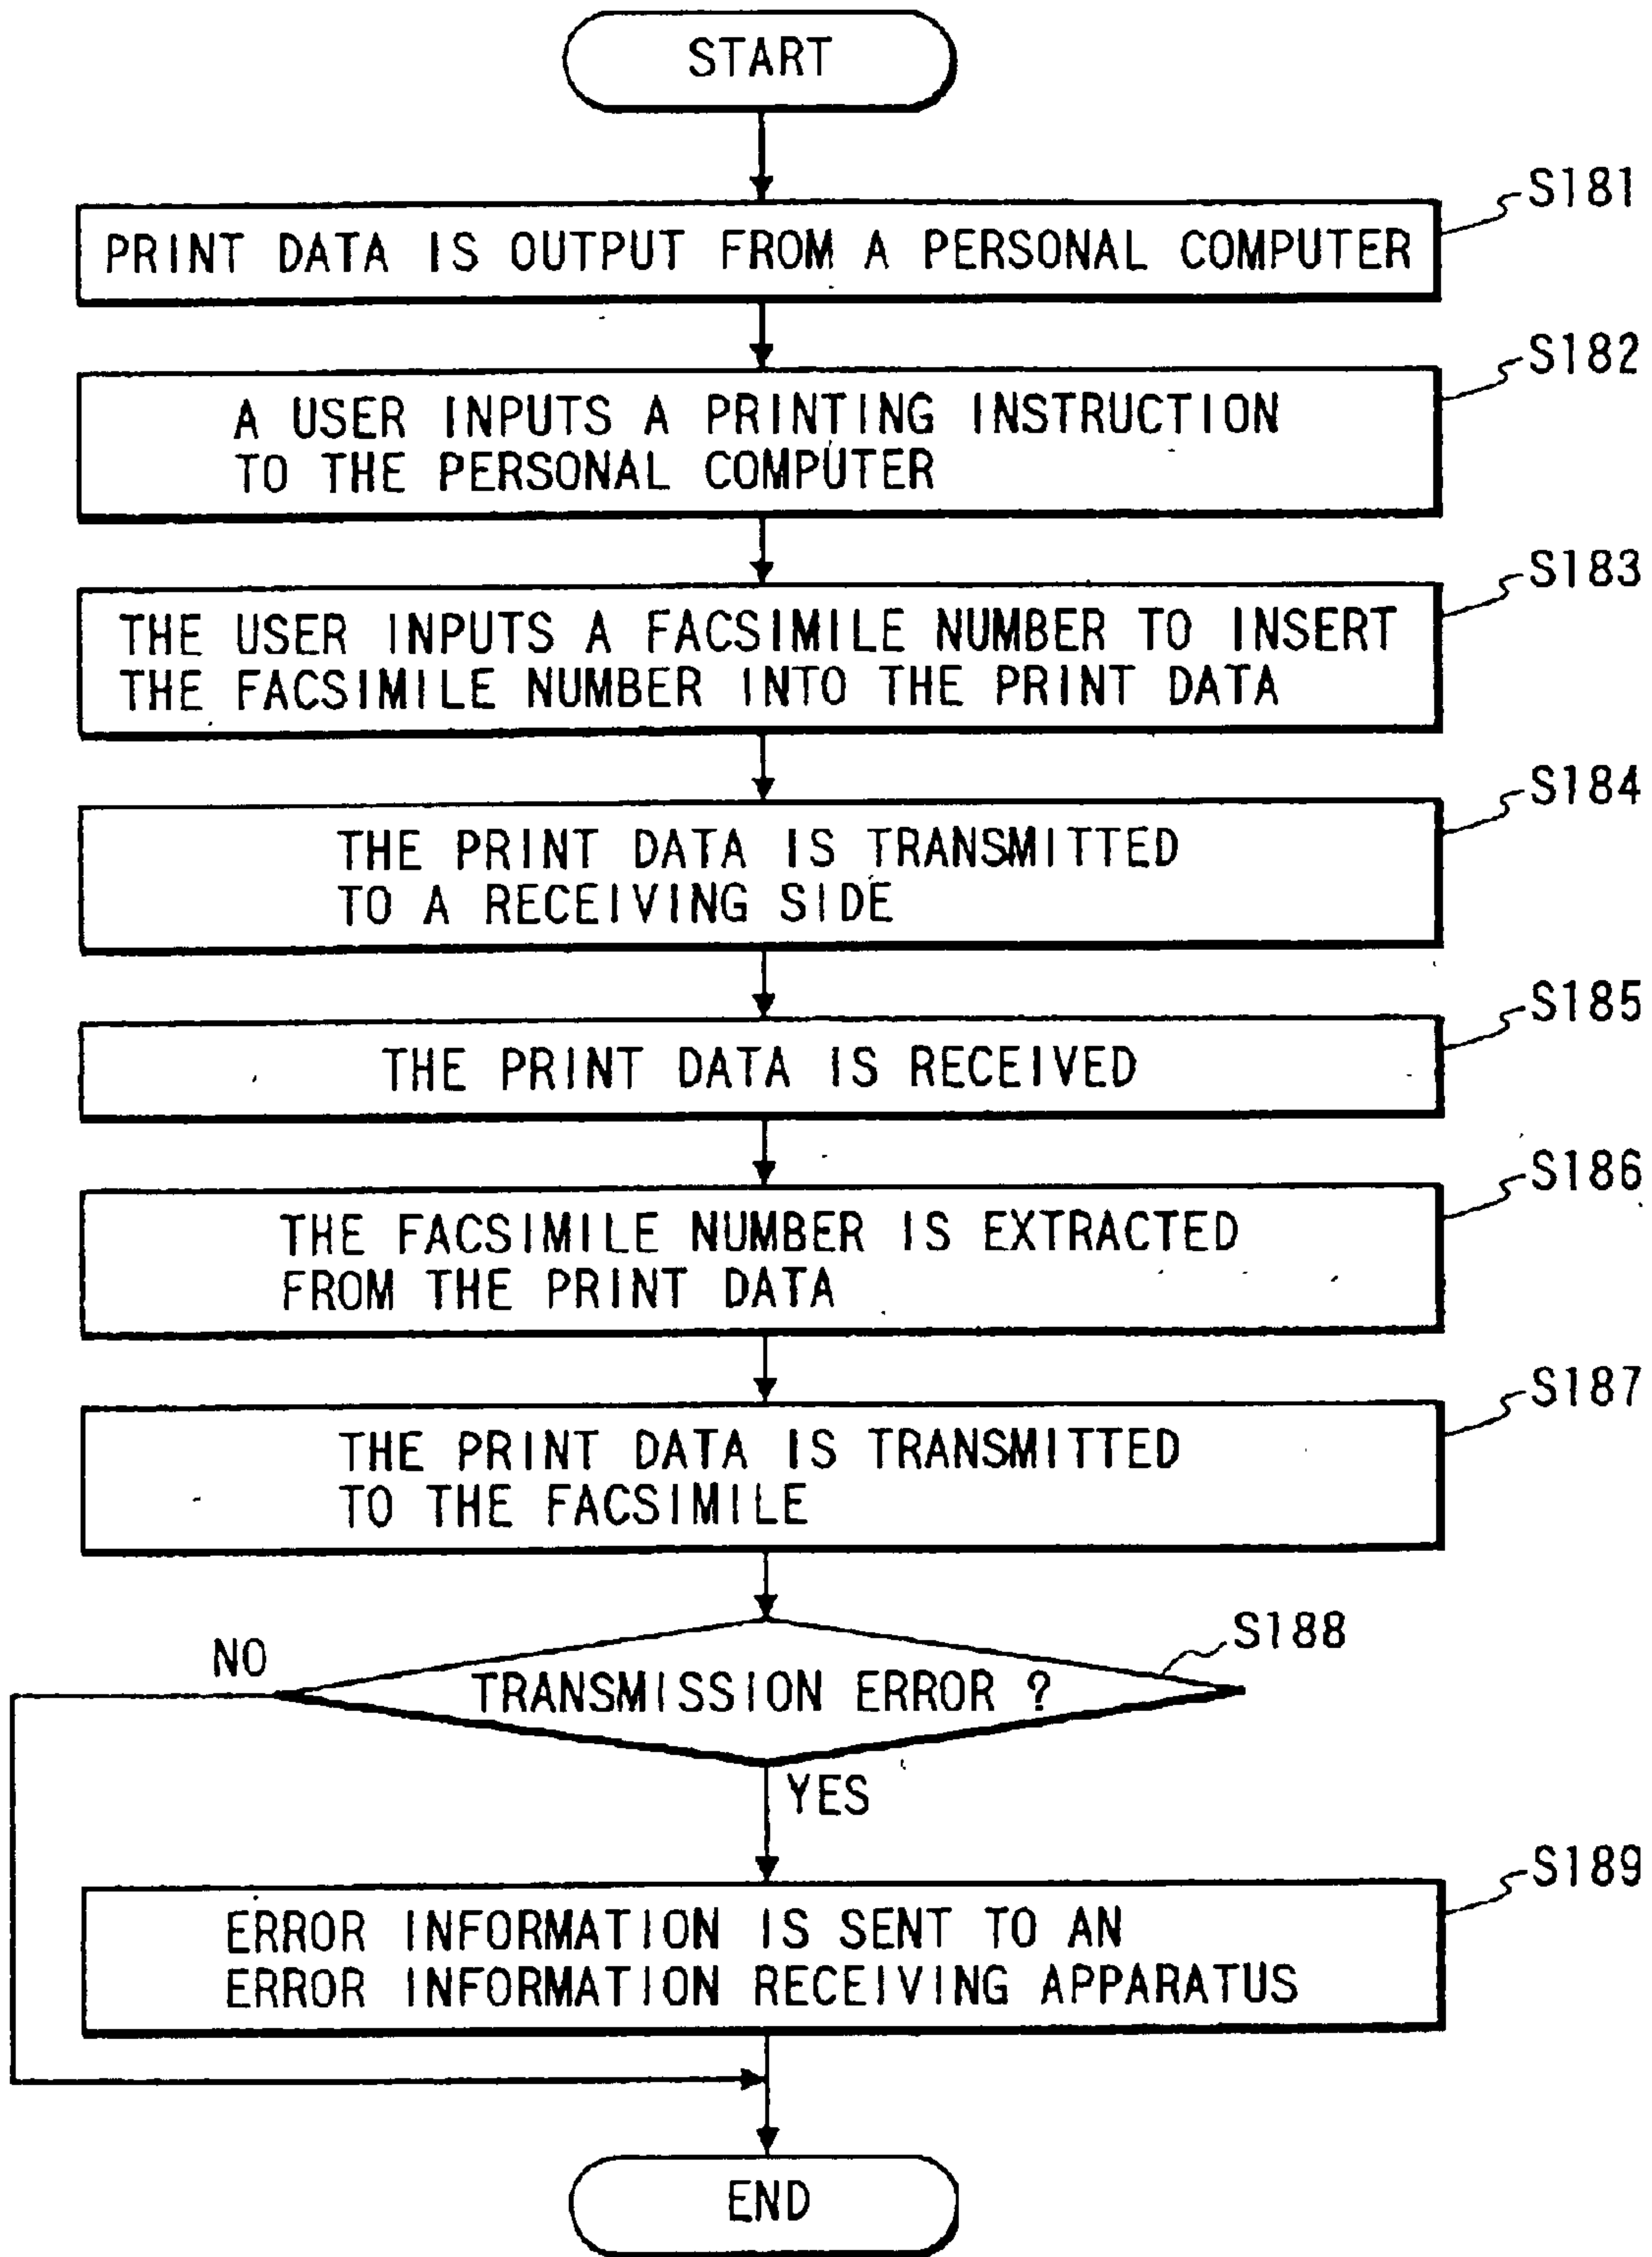 START
S181
PRINT DATA IS OUTPUT FROM A PERSONAL COMPUTER
S182
A USER INPUTS A PRINTING INSTRUCTION
TO THE PERSONAL COMPUTER
S183
THE USER INPUTS A FACSIMILE NUMBER TO INSERT
THE FACSIMILE NUMBER INTO THE PRINT DATA
S184
THE PRINT DATA IS TRANSMITTED
TO A RECEIVING SIDE
S185
THE PRINT DATA IS RECEIVED
S186
THE FACSIMILE NUMBER IS EXTRACTED
FROM THE PRINT DATA
S187
THE PRINT DATA IS TRANSMITTED
TO THE FACSIMILE
S188
NO
TRANSMISSION ERROR ?
YES
S189
ERROR INFORMATION IS SENT TO AN
ERROR INFORMATION RECEIVING APPARATUS
END